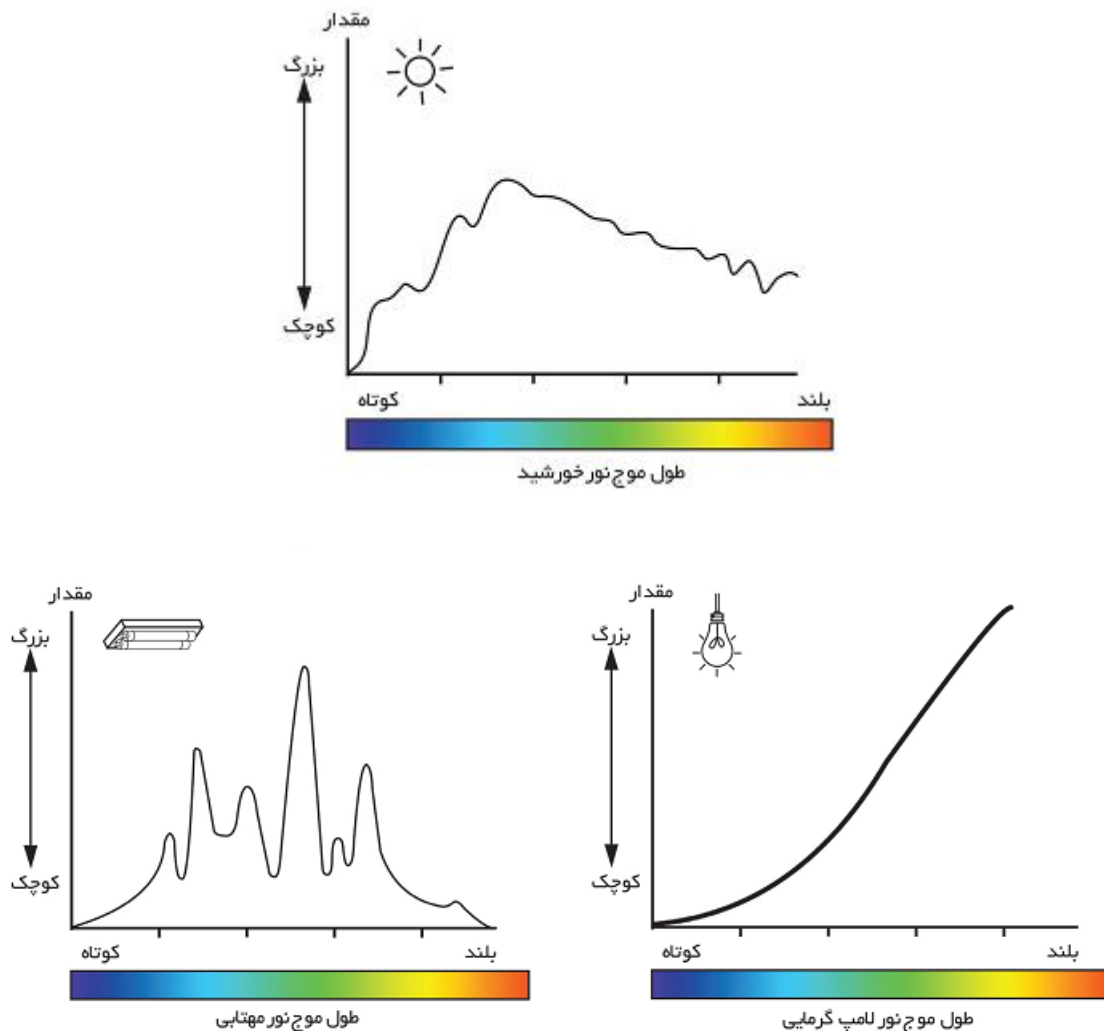 مقدار
بزرگ
کوچک
کوتاه
بلند
طول موج نور خورشید
مقدار
بزرگ
کوچک
کوتاه
بلند
طول موج نور مهتابی
مقدار
بزرگ
کوچک
کوتاه
بلند
طول موج نور لامپ گرمایی